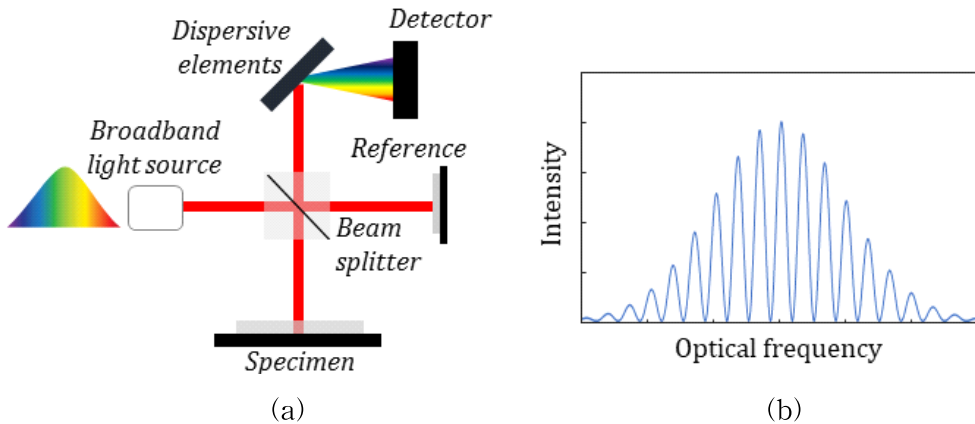 Dispersive
elements
Detector
Broadband
light source
Reference
Beam
splitter
Specimen
(a)
Intensity
Optical frequency
(b)